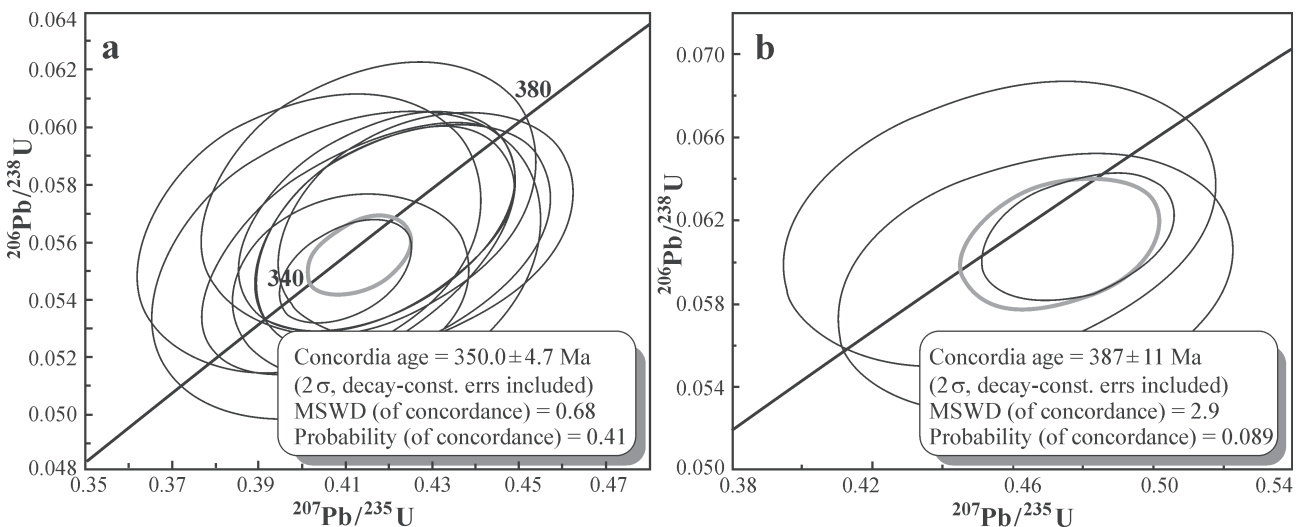 a
0.064
0.062
0.060
0.058
0.056
0.054
0.052
0.050
0.048
206Pb/238U
380
340
Concordia age = 350.0±4.7 Ma
(2σ, decay-const. errs included)
MSWD (of concordance) = 0.68
Probability (of concordance) = 0.41
0.35 0.37 0.39 0.41 0.43 0.45 0.47
207Pb/235U
b
0.070
0.066
0.062
0.058
0.054
0.050
206Pb/238U
Concordia age = 387±11 Ma
(2σ, decay-const. errs included)
MSWD (of concordance) = 2.9
Probability (of concordance) = 0.089
0.38 0.42 0.46 0.50 0.54
207Pb/235U